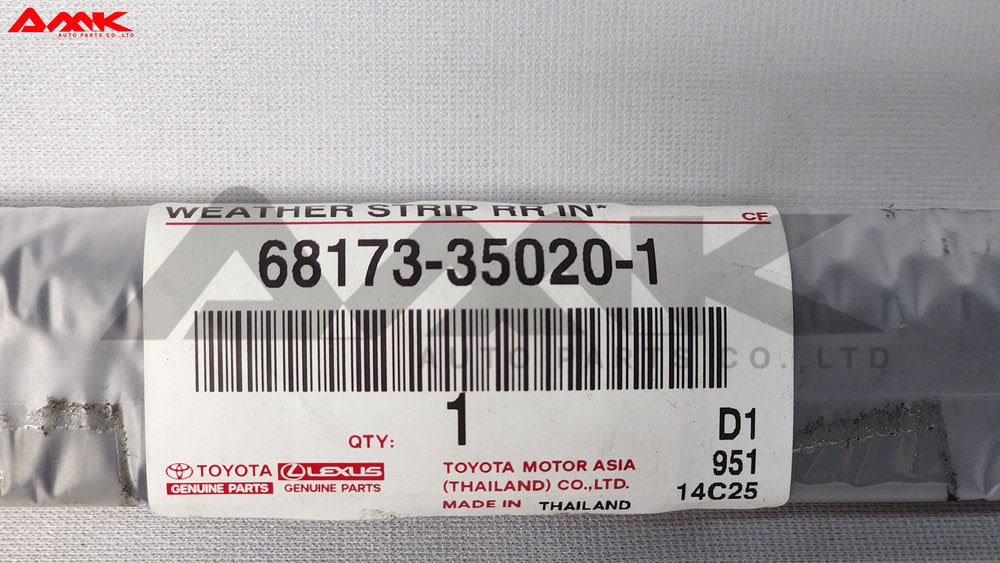 AMK
AUTO PARTS CO.,LTD
WEATHER STRIP RR IN*
CF
68173-35020-1
AMK
AUTO PARTS CO.,LTD
1
QTY:
D1
TOYOTA LEXUS
GENUINE PARTS GENUINE PARTS
TOYOTA MOTOR ASIA
(THAILAND) CO.,LTD.
MADE IN THAILAND
951
14C25